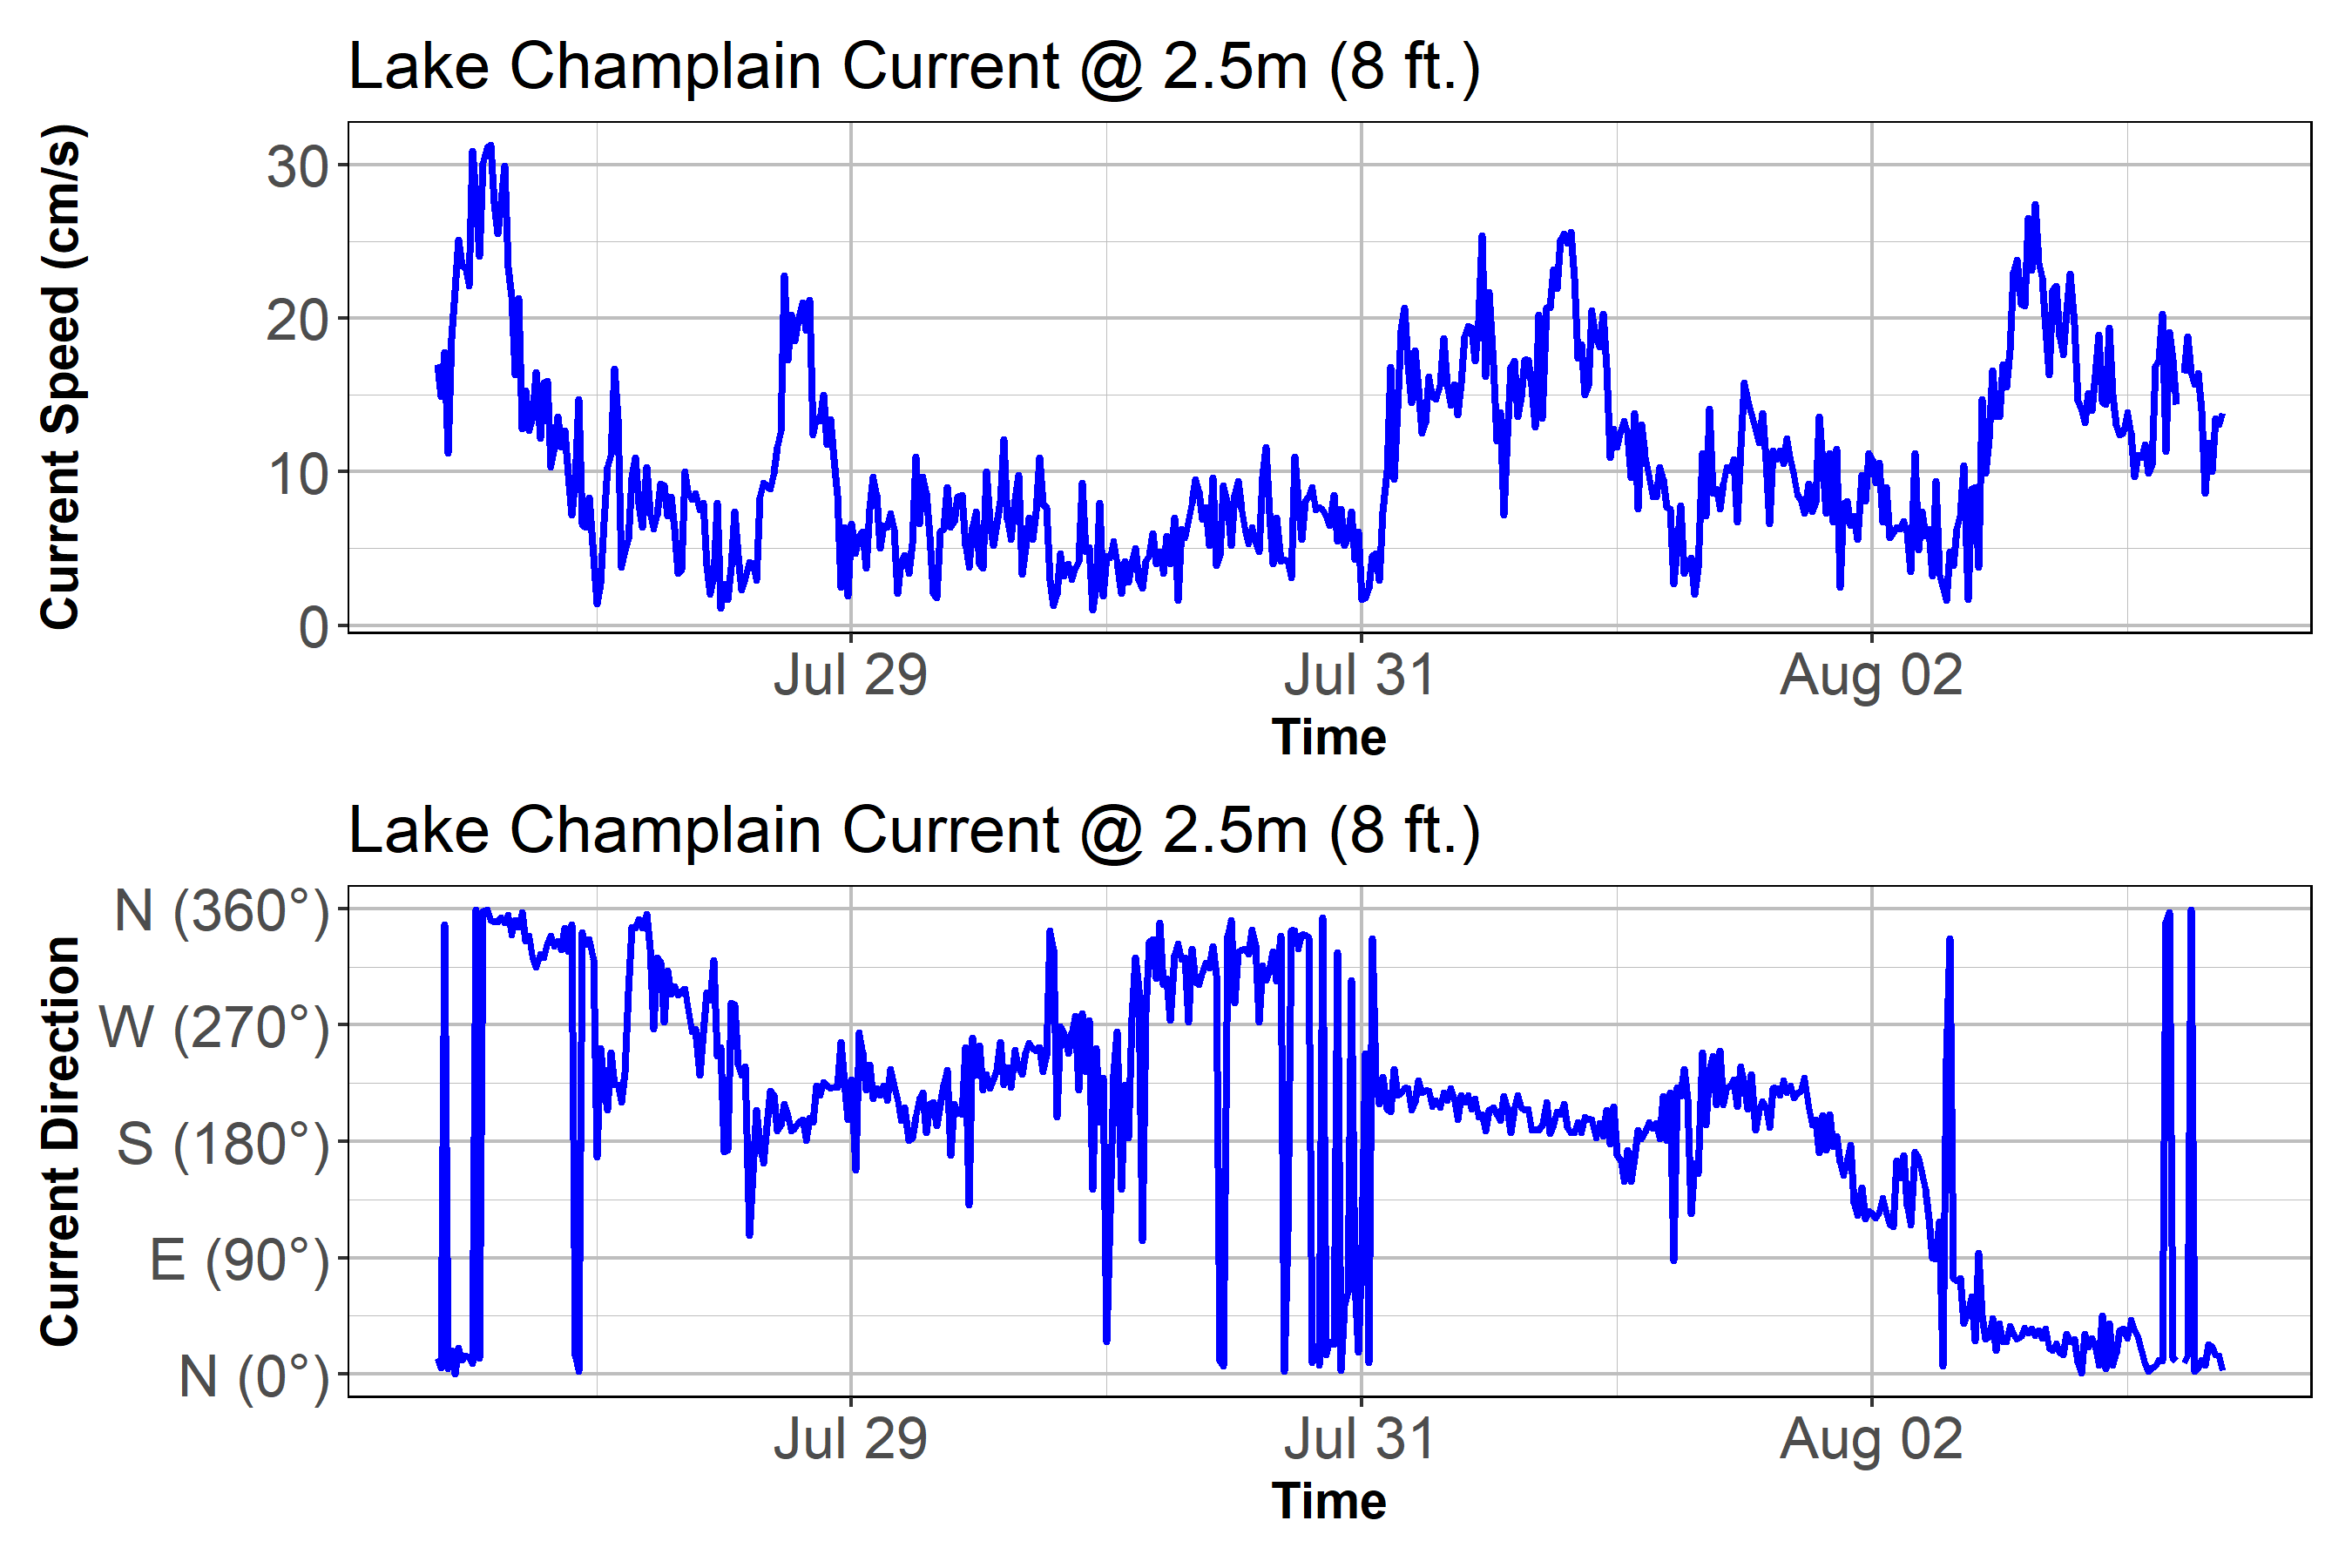 Lake Champlain Current @ 2.5m (8 ft.)
Current Speed (cm/s)
30
20
10
0
Jul 29 Jul 31 Aug 02
Time
Lake Champlain Current @ 2.5m (8 ft.)
Current Direction
N (360°)
W (270°)
S (180°)
E (90°)
N (0°)
Jul 29 Jul 31 Aug 02
Time